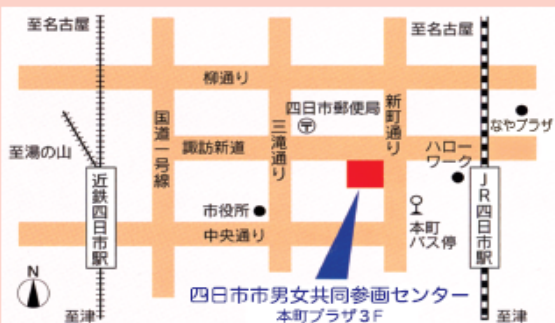 至名古屋
至名古屋
柳通り
四日市郵便局
〒
新町通り
なやプラザ
国道一号線
三滝通り
諏訪新道
ハロー
ワーク
至湯の山
近鉄四日市駅
JR四日市駅
市役所
本町
バス停
中央通り
N
四日市市男女共同参画センター
本町プラザ3F
至津
至津